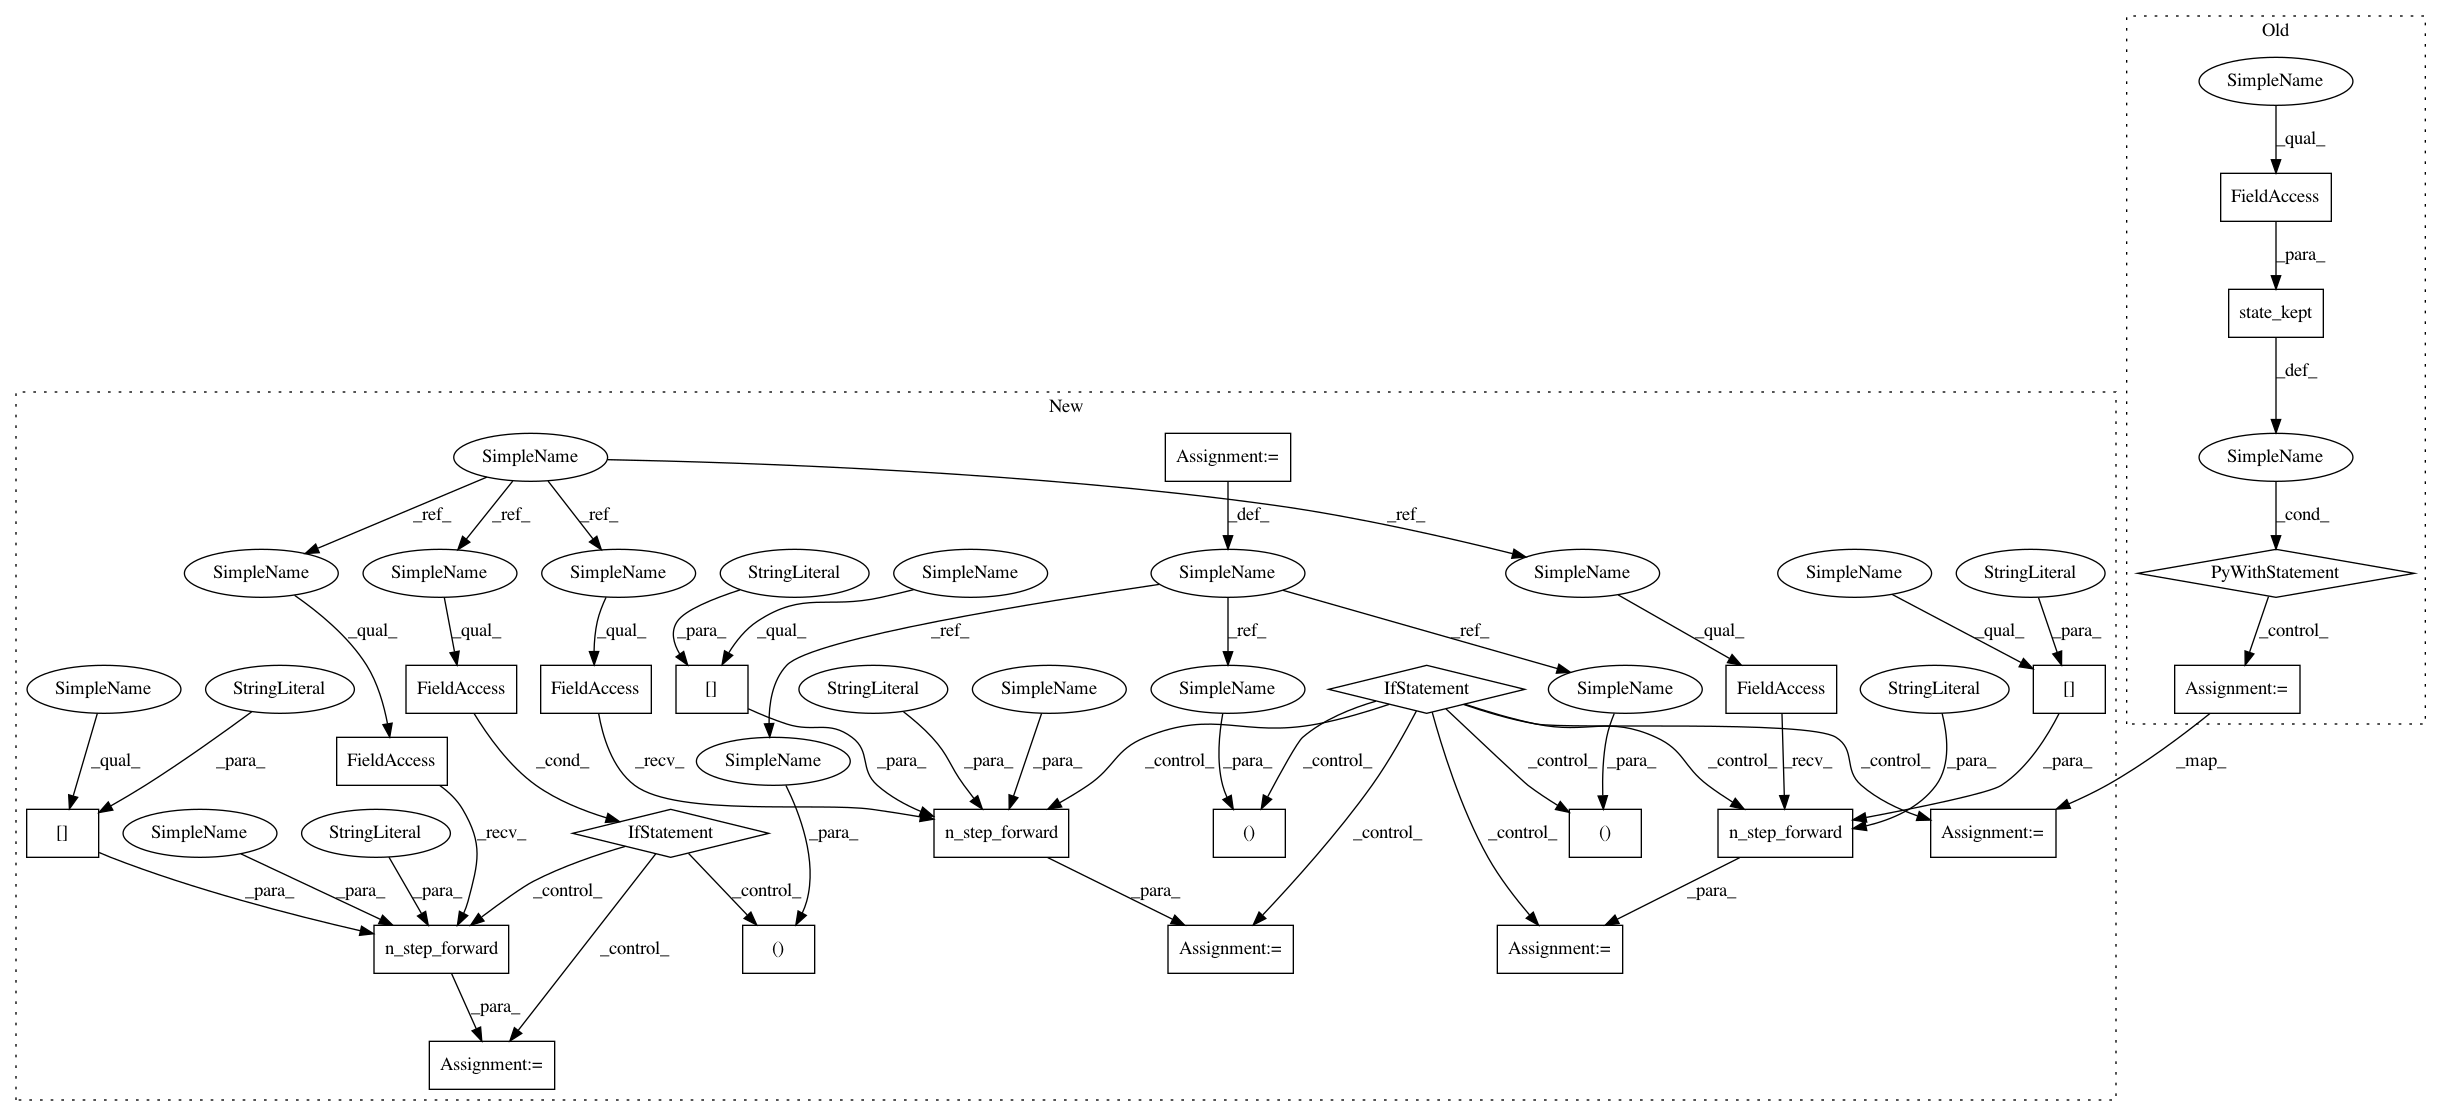 Old
SimpleName
_qual_
FieldAccess
_para_
state_kept
_def_
New
SimpleName
Assignment:=
SimpleName
_ref_
_ref_
_ref_
_def_
_ref_
_cond_
SimpleName
SimpleName
SimpleName
StringLiteral
SimpleName
SimpleName
SimpleName
SimpleName
StringLiteral
PyWithStatement
_qual_
_qual_
_qual_
_para_
_qual_
_ref_
_ref_
_ref_
_qual_
_qual_
_para_
_control_
SimpleName
StringLiteral
FieldAccess
FieldAccess
[]
StringLiteral
SimpleName
SimpleName
IfStatement
SimpleName
FieldAccess
StringLiteral
[]
Assignment:=
_qual_
_para_
FieldAccess
_cond_
_recv_
SimpleName
_para_
_para_
_para_
_control_
_para_
_control_
_control_
_para_
_control_
_recv_
_control_
_para_
_para_
_map_
[]
SimpleName
StringLiteral
_recv_
IfStatement
_para_
n_step_forward
()
_control_
_control_
()
n_step_forward
Assignment:=
_para_
_para_
_para_
_control_
_control_
_para_
_para_
n_step_forward
_control_
()
Assignment:=
Assignment:=
_para_
Assignment:=